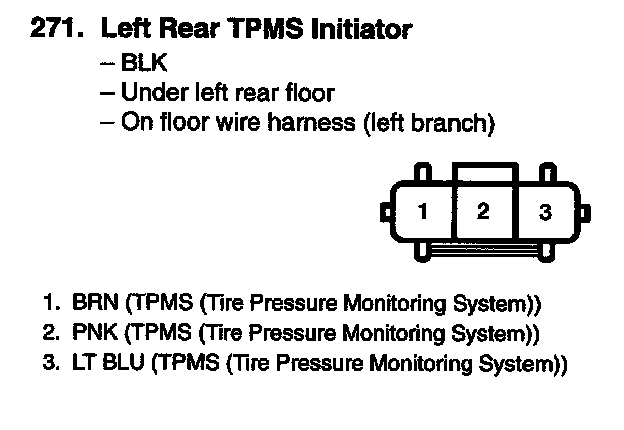 271. Left Rear TPMS Initiator
– BLK
– Under left rear floor
– On floor wire harness (left branch)
1 2 3
1. BRN (TPMS (Tire Pressure Monitoring System))
2. PNK (TPMS (Tire Pressure Monitoring System))
3. LT BLU (TPMS (Tire Pressure Monitoring System))